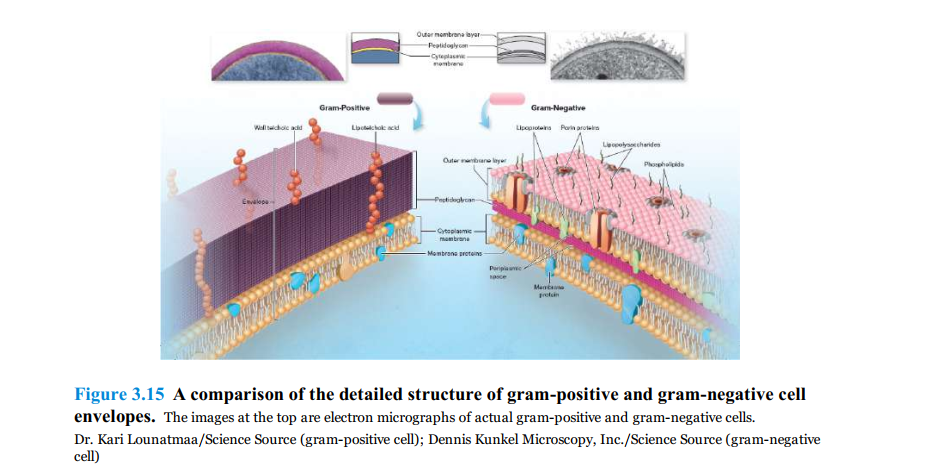 Outer membrane layer
Peptidoglycan
Cytoplasmic
membrane
Gram-Positive
Gram-Negative
Wall teichoic acid
Lipoteichoic acid
Lipoproteins
Porin proteins
Lipopolysaccharides
Phospholipids
Outer membrane layer
Envelope
Peptidoglycan
Cytoplasmic
membrane
Membrane proteins
Periplasmic
space
Membrane
protein
Figure 3.15 A comparison of the detailed structure of gram-positive and gram-negative cell
envelopes. The images at the top are electron micrographs of actual gram-positive and gram-negative cells.
Dr. Kari Lounatmaa/Science Source (gram-positive cell); Dennis Kunkel Microscopy, Inc./Science Source (gram-negative
cell)